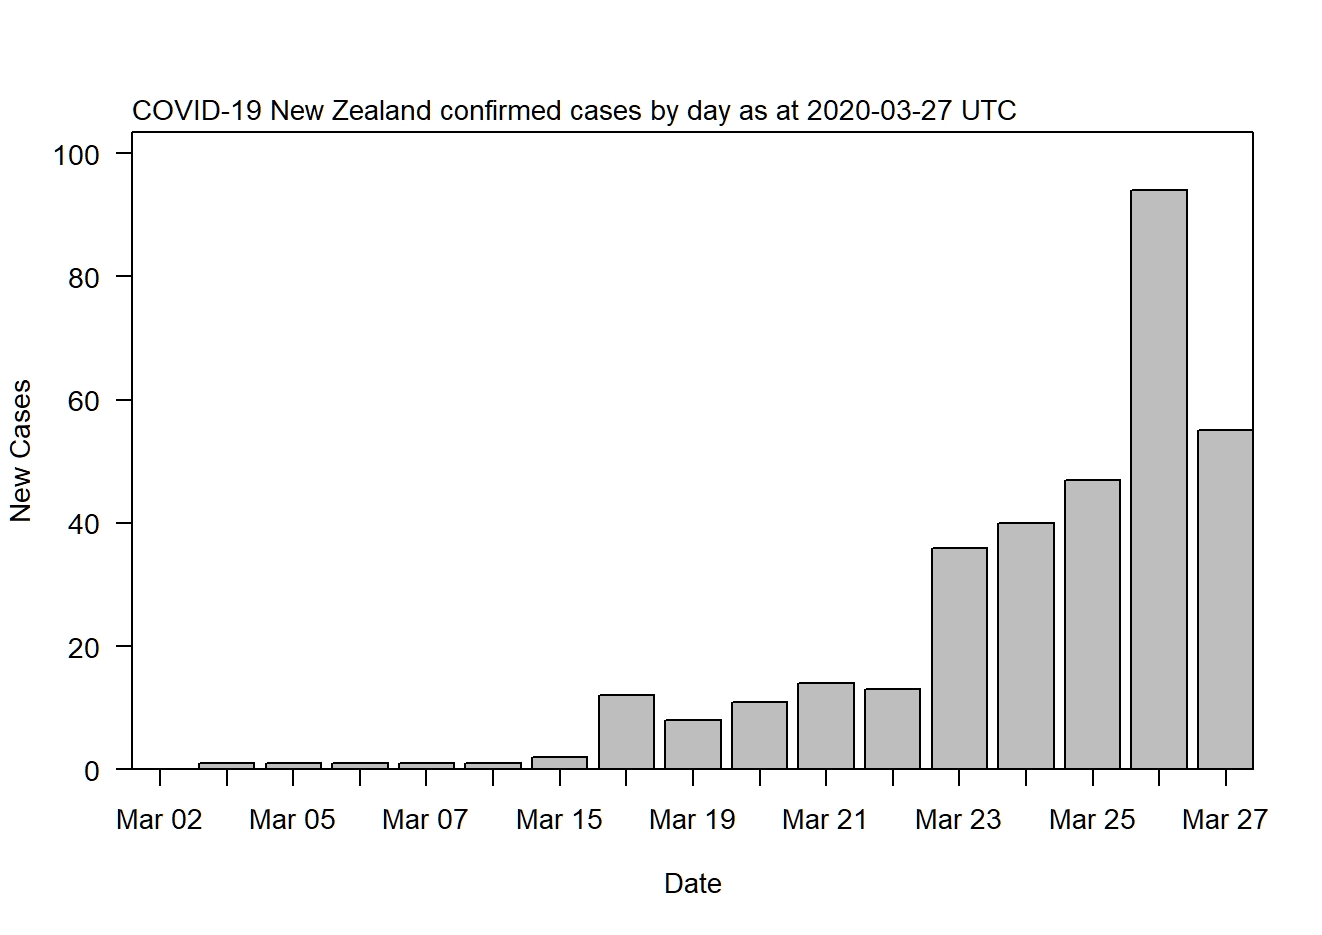 COVID-19 New Zealand confirmed cases by day as at 2020-03-27 UTC
100
80
60
40
20
0
New Cases
Mar 02 Mar 05 Mar 07 Mar 15 Mar 19 Mar 21 Mar 23 Mar 25 Mar 27
Date